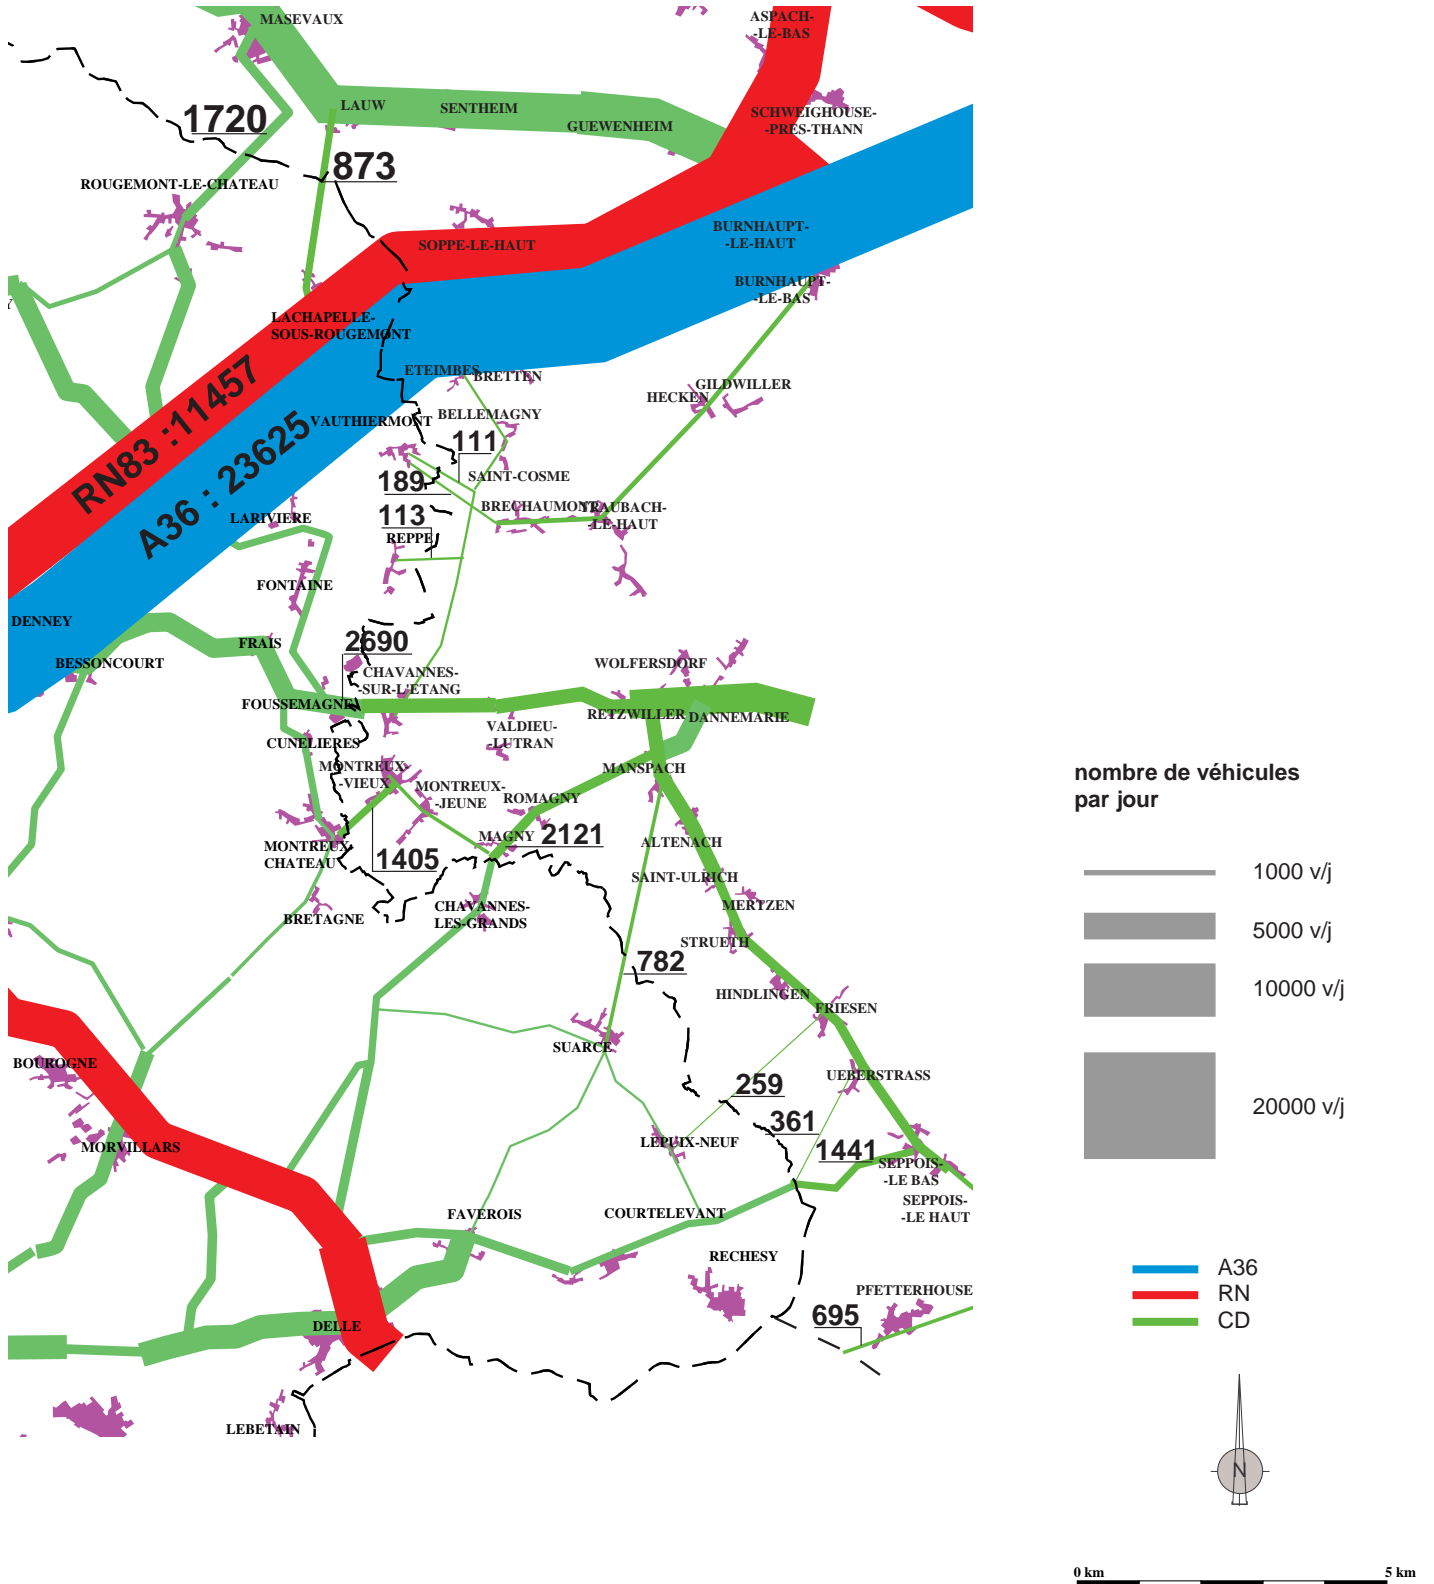 MASEVAUX
ASPACH-
-LE-BAS
1720
LAUW
SENTHEIM
GUEWENHEIM
SCHWEIGHOUSE-
-PRES-THANN
873
ROUGEMONT-LE-CHATEAU
SOPPE-LE-HAUT
BURNHAUPT-
-LE-HAUT
BURNHAUPT-
-LE-BAS
LACHAPELLE-
SOUS-ROUGEMONT
RN83 :11457
A36 : 23625
ETEIMBES
BRETTEN
GILDWILLER
HECKEN
VAUTHIERMONT
BELLEMAGNY
111
SAINT-COSME
189
BRECHAUMONT
TRAUBACH-
-LE-HAUT
113
REPPE
LARIVIERE
FONTAINE
DENNEY
BESSONCOURT
FRAIS
2690
CHAVANNES-
-SUR-L'ETANG
WOLFERSDORF
FOUSSEMAGNE
RETZWILLER
DANNEMARIE
VALDIEU-
-LUTRAN
CUNELIERES
MONTREUX-
-VIEUX
MONTREUX-
-JEUNE
MANSPACH
ROMAGNY
MAGNY
2121
MONTREUX-
CHATEAU
1405
ALTENACH
SAINT-ULRICH
MERTZEN
BRETAGNE
CHAVANNES-
LES-GRANDS
STRUETH
782
HINDLINGEN
FRIESEN
BOUROGNE
SUARCE
UEBERSTRASS
259
361
MORVILLARS
LEPUIX-NEUF
1441
SEPPOIS-
-LE BAS
SEPPOIS-
-LE HAUT
FAVEROIS
COURTELEVANT
RECHESY
PFETTERHOUSE
695
DELLE
LEBETAIN
nombre de véhicules
par jour
1000 v/j
5000 v/j
10000 v/j
20000 v/j
A36
RN
CD
N
0 km
5 km